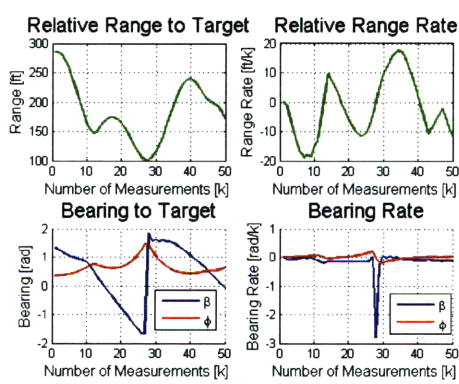 Relative Range to Target
Range [ft]
300
250
200
150
100
0 10 20 30 40 50
Number of Measurements [k]
Relative Range Rate
Range Rate [ft/k]
20
10
0
-10
-20
0 10 20 30 40 50
Number of Measurements [k]
Bearing to Target
Bearing [rad]
2
1
0
-1
-2
β
ϕ
0 10 20 30 40 50
Number of Measurements [k]
Bearing Rate
Bearing Rate [rad/k]
1
0
-1
-2
-3
β
ϕ
0 10 20 30 40 50
Number of Measurements [k]